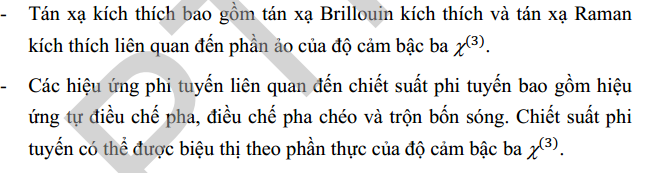 - Tán xạ kích thích bao gồm tán xạ Brillouin kích thích và tán xạ Raman
kích thích liên quan đến phần ảo của độ cảm bậc ba χ⁽³⁾.
- Các hiệu ứng phi tuyến liên quan đến chiết suất phi tuyến bao gồm hiệu
ứng tự điều chế pha, điều chế pha chéo và trộn bốn sóng. Chiết suất phi
tuyến có thể được biệu thị theo phần thực của độ cảm bậc ba χ⁽³⁾.